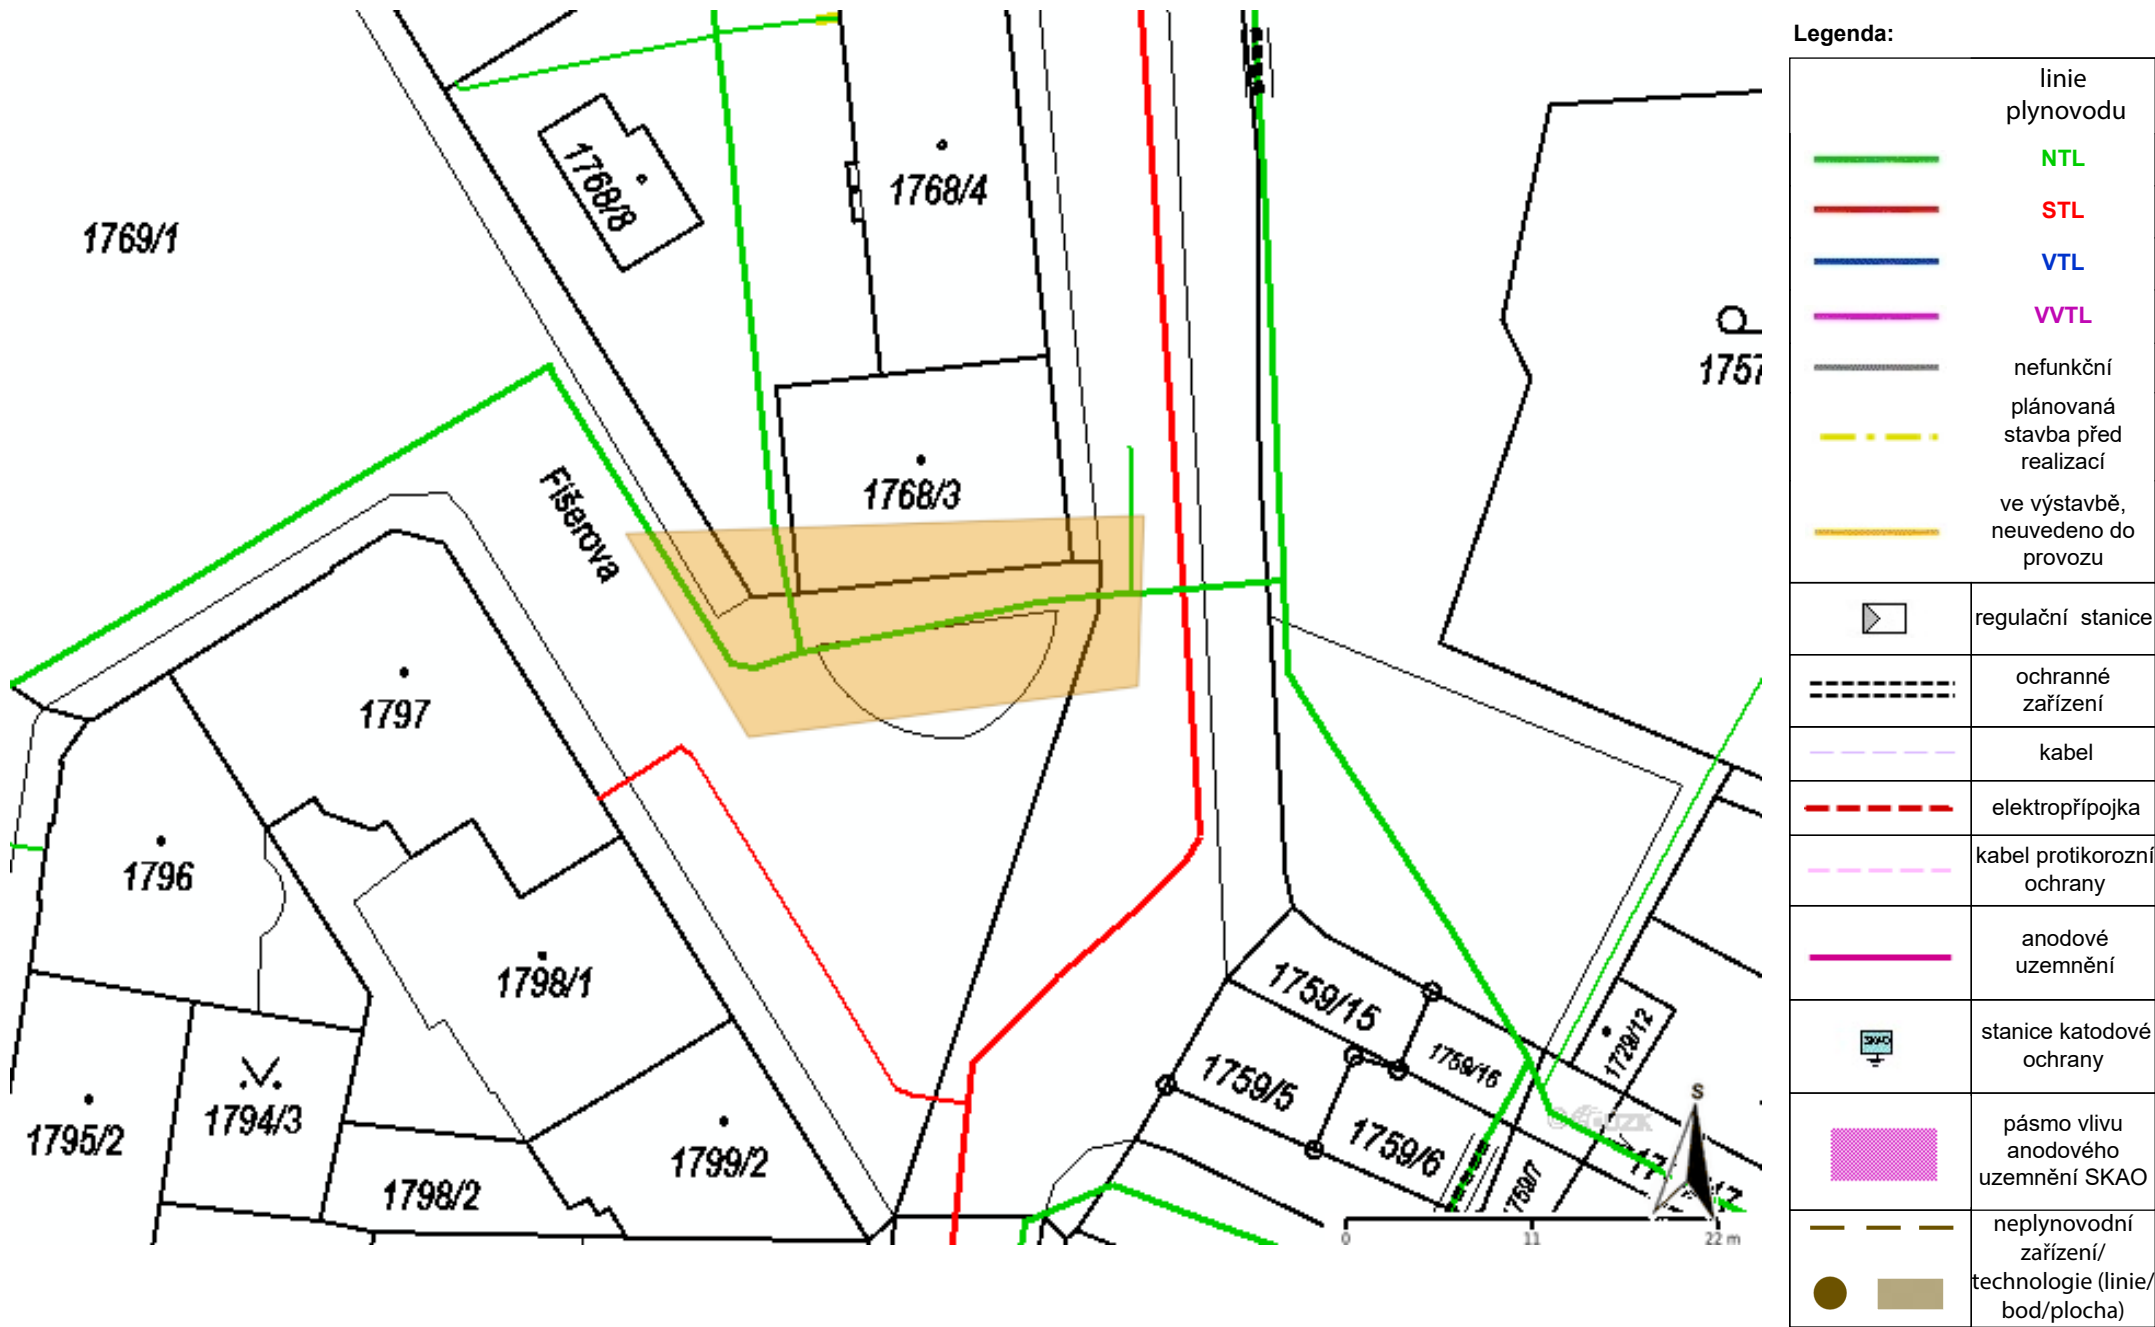 1769/1
1768/8
1768/4
1757
1768/3
Fišerova
1797
1796
1798/1
1795/2
1794/3
1798/2
1799/2
1759/15
1759/16
1759/5
1759/6
1759/7
1729/12
S
0
11
22 m
Legenda:
linie
plynovodu
NTL
STL
VTL
VVTL
nefunkční
plánovaná
stavba před
realizací
ve výstavbě,
neuvedeno do
provozu
regulační stanice
ochranné
zařízení
kabel
elektropřípojka
kabel protikorozní
ochrany
anodové
uzemnění
SKAO
stanice katodové
ochrany
pásmo vlivu
anodového
uzemnění SKAO
neplynovodní
zařízení/
technologie (linie/
bod/plocha)